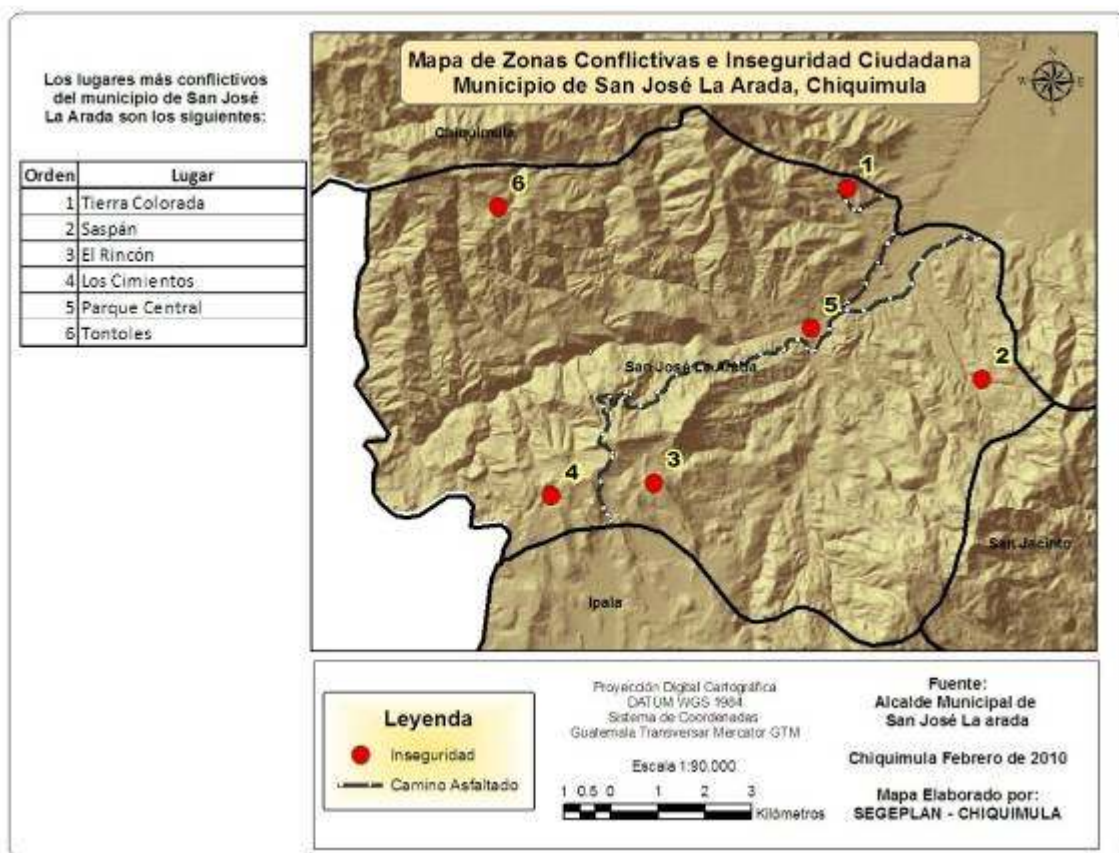 Los lugares más conflictivos
del municipio de San José
La Arada son los siguientes:
Orden Lugar
1 Tierra Colorada
2 Saspán
3 El Rincón
4 Los Cimientos
5 Parque Central
6 Tontoles
Mapa de Zonas Conflictivas e Inseguridad Ciudadana
Municipio de San José La Arada, Chiquimula
N
W E
S
Chiquimula
1
6
5
San José La Arada
2
3
4
San Jacinto
Ipala
Leyenda
Inseguridad
Camino Asfaltado
Proyección Digital Cartográfica
DATUM WGS 1984
Sistema de Coordenadas
Guatemala Transversar Mercator GTM
Escala 1:90.000
1 0.5 0 1 2 3
Kilómetros
Fuente:
Alcalde Municipal de
San José La arada
Chiquimula Febrero de 2010
Mapa Elaborado por:
SEGEPLAN - CHIQUIMULA